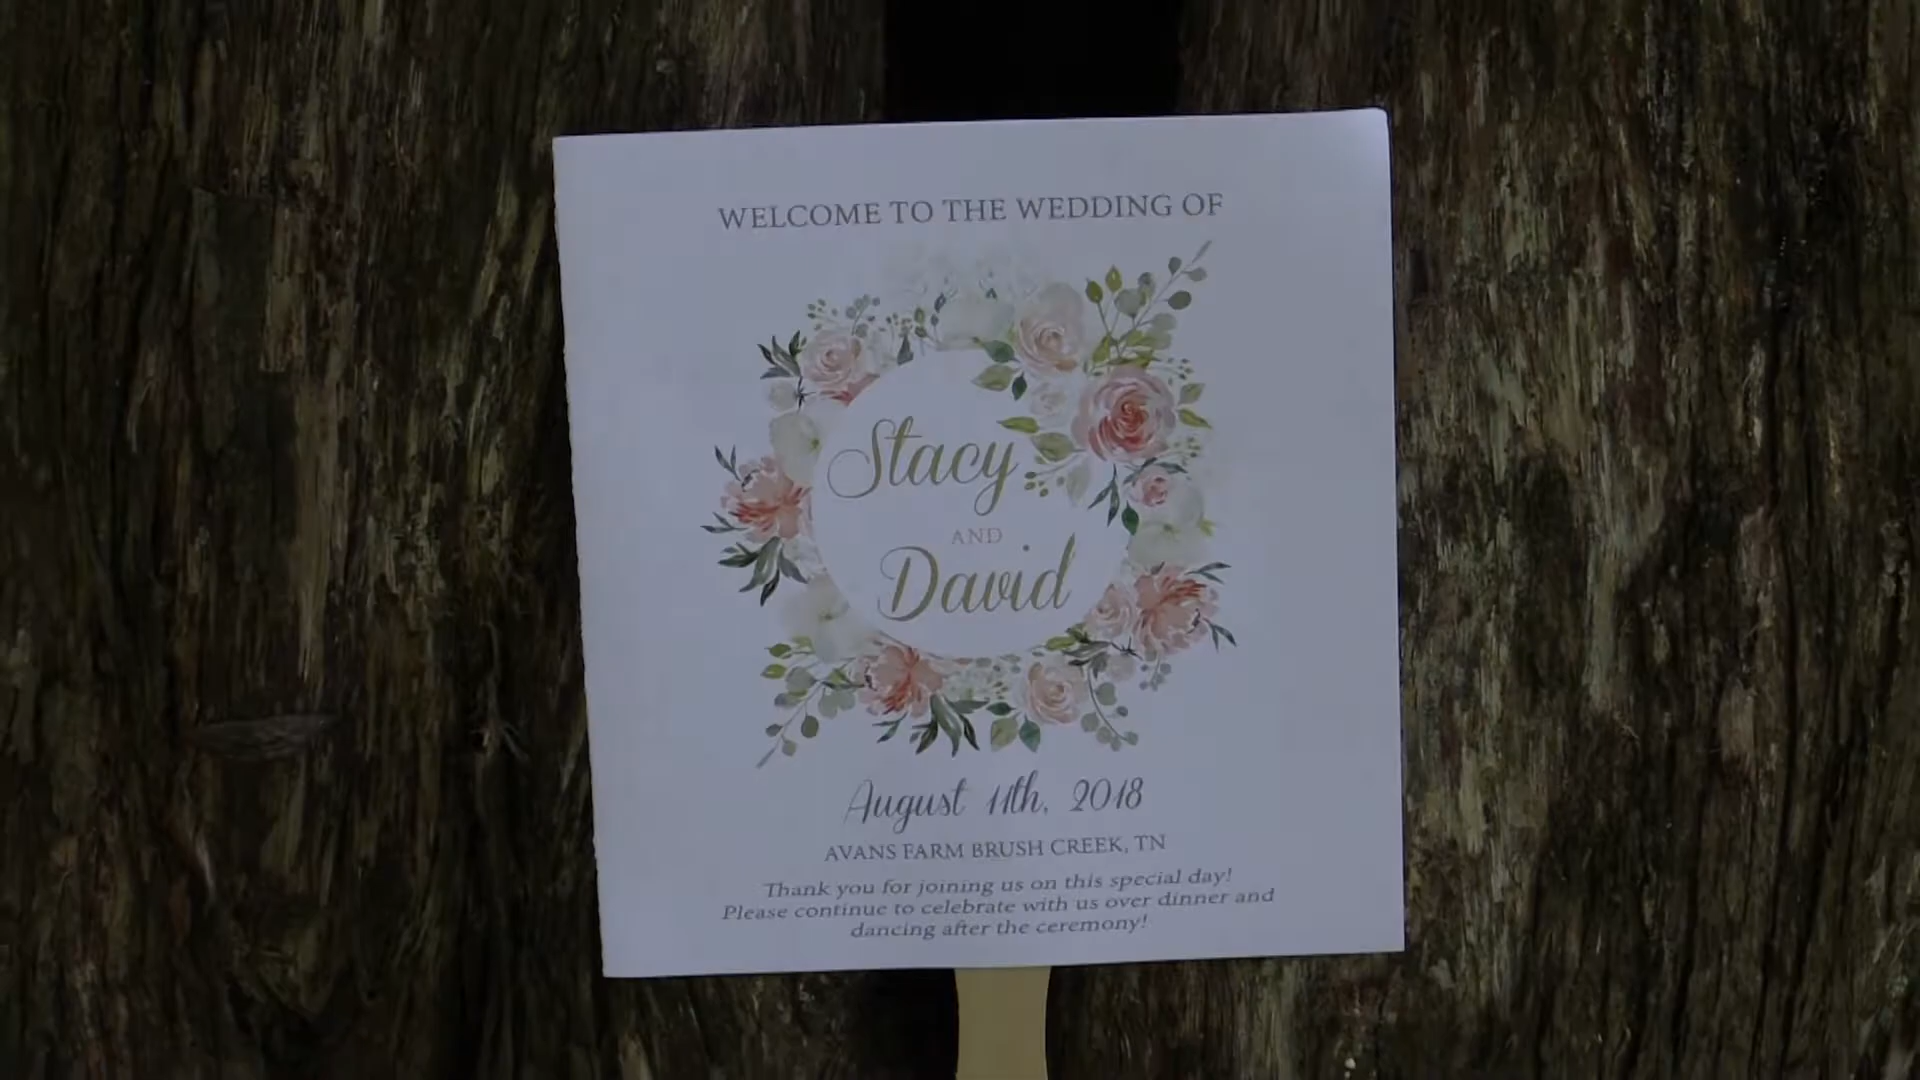 WELCOME TO THE WEDDING OF
Stacy
AND
David
August 11th, 2018
AVANS FARM BRUSH CREEK, TN
Thank you for joining us on this special day!
Please continue to celebrate with us over dinner and
dancing after the ceremony!